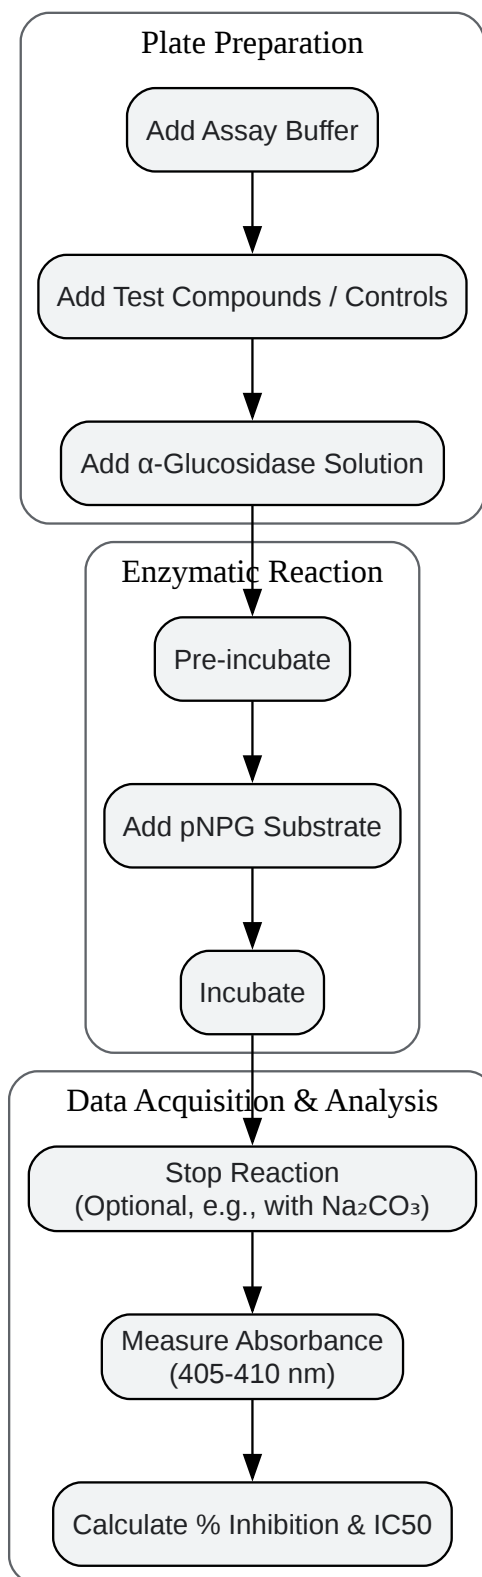 Plate Preparation
Add Assay Buffer
Add Test Compounds / Controls
Add α-Glucosidase Solution
Enzymatic Reaction
Pre-incubate
Add pNPG Substrate
Incubate
Data Acquisition & Analysis
Stop Reaction
(Optional, e.g., with Na₂CO₃)
Measure Absorbance
(405-410 nm)
Calculate % Inhibition & IC50